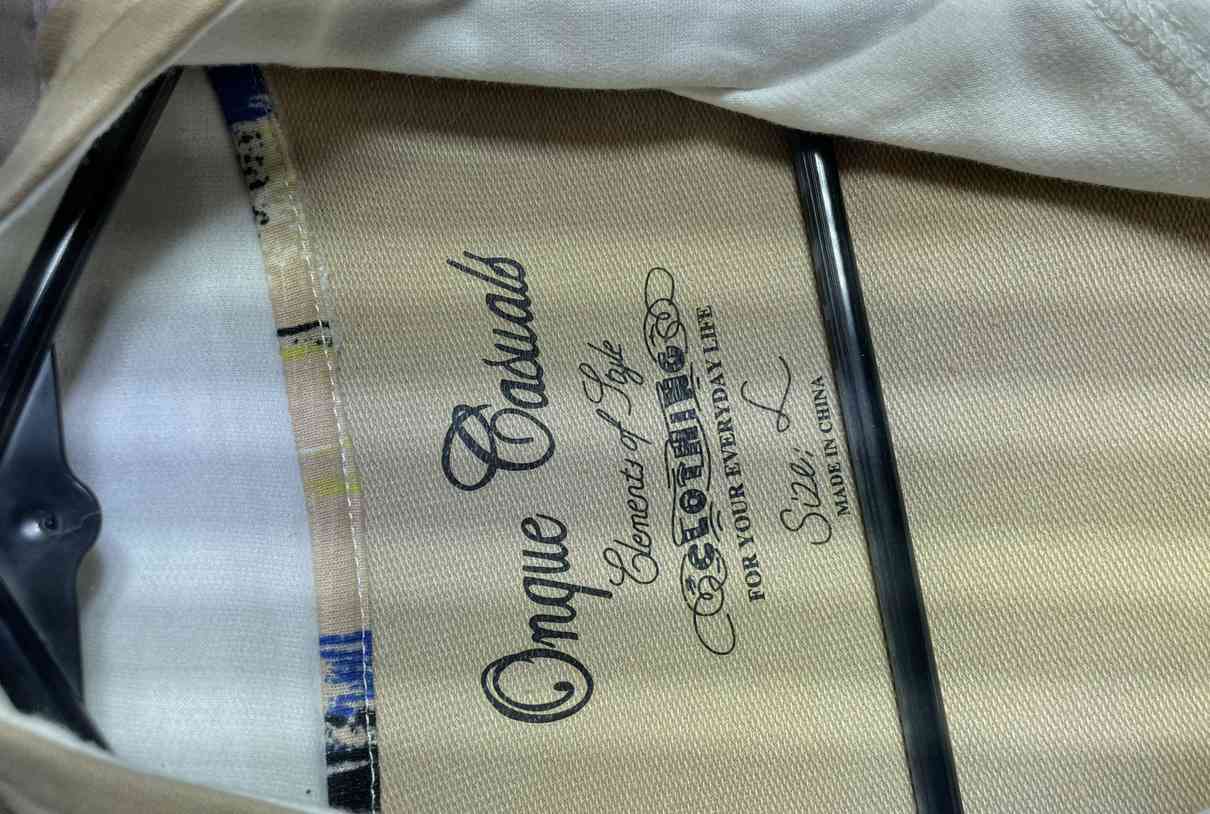 Onque Casuals
Elements of Style
CLOTHING
FOR YOUR EVERYDAY LIFE
Size: L
MADE IN CHINA